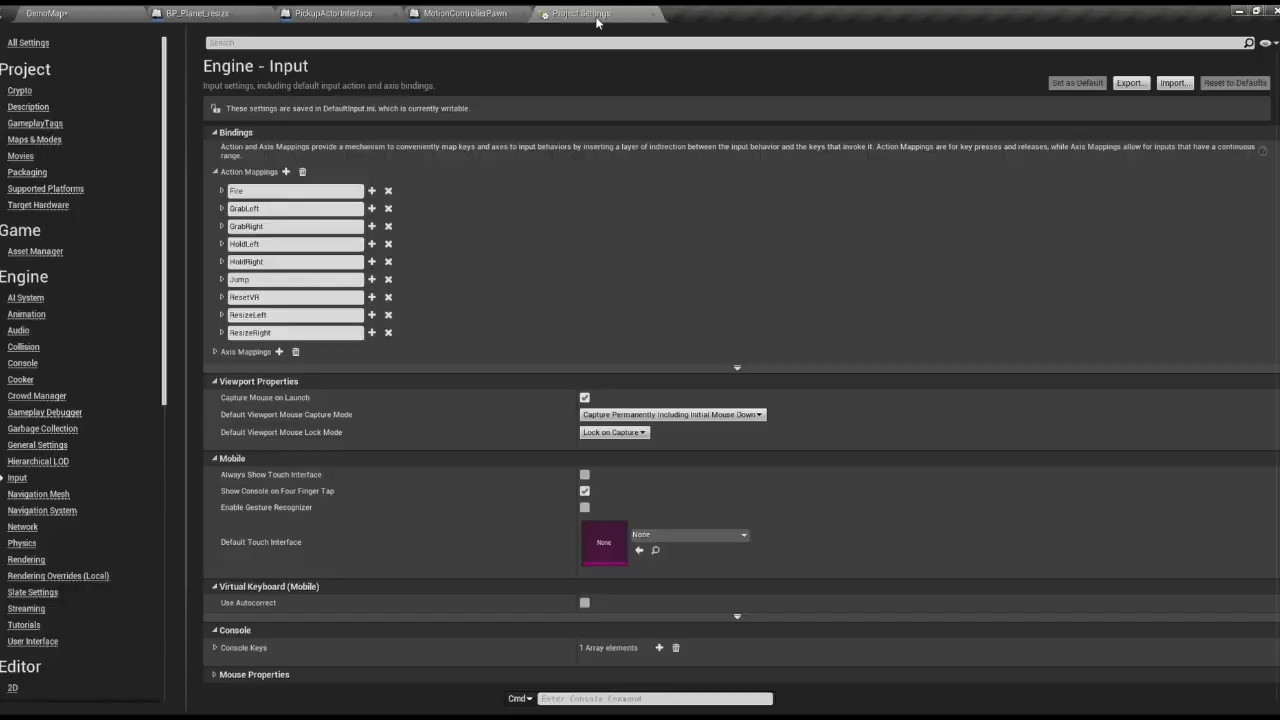 DemoMap*
BP_Planet_resize
PickupActorInterface
MotionControllerPawn
Project Settings
All Settings
Project
Crypto
Description
GameplayTags
Maps & Modes
Movies
Packaging
Supported Platforms
Target Hardware
Game
Asset Manager
Engine
AI System
Animation
Audio
Collision
Console
Cooker
Crowd Manager
Gameplay Debugger
Garbage Collection
General Settings
Hierarchical LOD
Input
Navigation Mesh
Navigation System
Network
Physics
Rendering
Rendering Overrides (Local)
Slate Settings
Streaming
Tutorials
User Interface
Editor
2D
Search
Engine - Input
Input settings, including default input action and axis bindings.
Set as Default
Export...
Import...
Reset to Defaults
These settings are saved in DefaultInput.ini, which is currently writable.
Bindings
Action and Axis Mappings provide a mechanism to conveniently map keys and axes to input behaviors by inserting a layer of indirection between the input behavior and the keys that invoke it. Action Mappings are for key presses and releases, while Axis Mappings allow for inputs that have a continuous
range.
Action Mappings
Fire
GrabLeft
GrabRight
HoldLeft
HoldRight
Jump
ResetVR
ResizeLeft
ResizeRight
Axis Mappings
Viewport Properties
Capture Mouse on Launch
Default Viewport Mouse Capture Mode
Capture Permanently Including Initial Mouse Down
Default Viewport Mouse Lock Mode
Lock on Capture
Mobile
Always Show Touch Interface
Show Console on Four Finger Tap
Enable Gesture Recognizer
Default Touch Interface
None
None
Virtual Keyboard (Mobile)
Use Autocorrect
Console
Console Keys
1 Array elements
Mouse Properties
Cmd
Enter Console Command